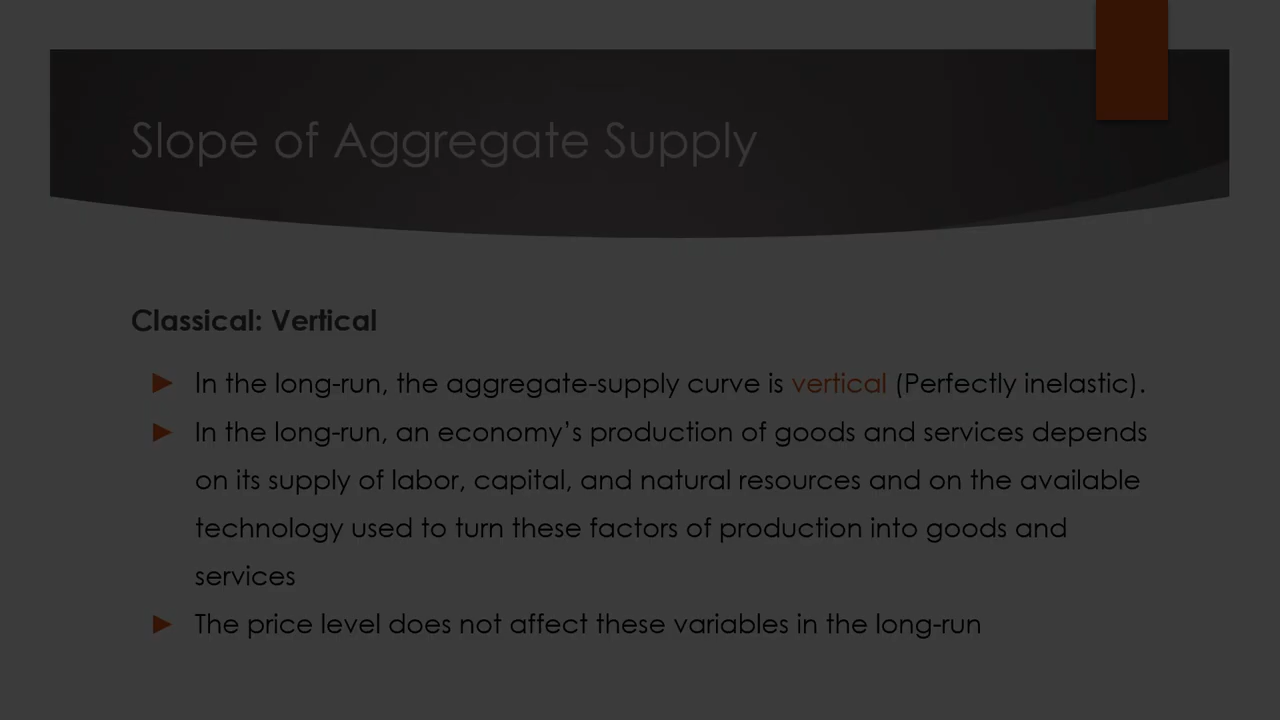 Slope of Aggregate Supply
Classical: Vertical
In the long-run, the aggregate-supply curve is vertical (Perfectly inelastic).
In the long-run, an economy’s production of goods and services depends
on its supply of labor, capital, and natural resources and on the available
technology used to turn these factors of production into goods and
services
The price level does not affect these variables in the long-run